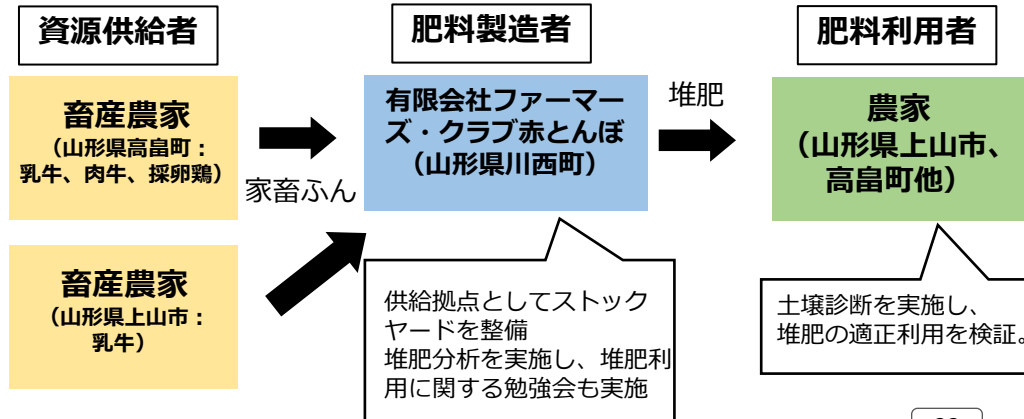 資源供給者
肥料製造者
肥料利用者
畜産農家
（山形県高畠町：
乳牛、肉牛、採卵鶏）
家畜ふん
有限会社ファーマー
ズ・クラブ赤とんぼ
（山形県川西町）
堆肥
農家
（山形県上山市、
高畠町他）
畜産農家
（山形県上山市：
乳牛）
供給拠点としてストック
ヤードを整備
堆肥分析を実施し、堆肥利
用に関する勉強会も実施
土壌診断を実施し、
堆肥の適正利用を検証。